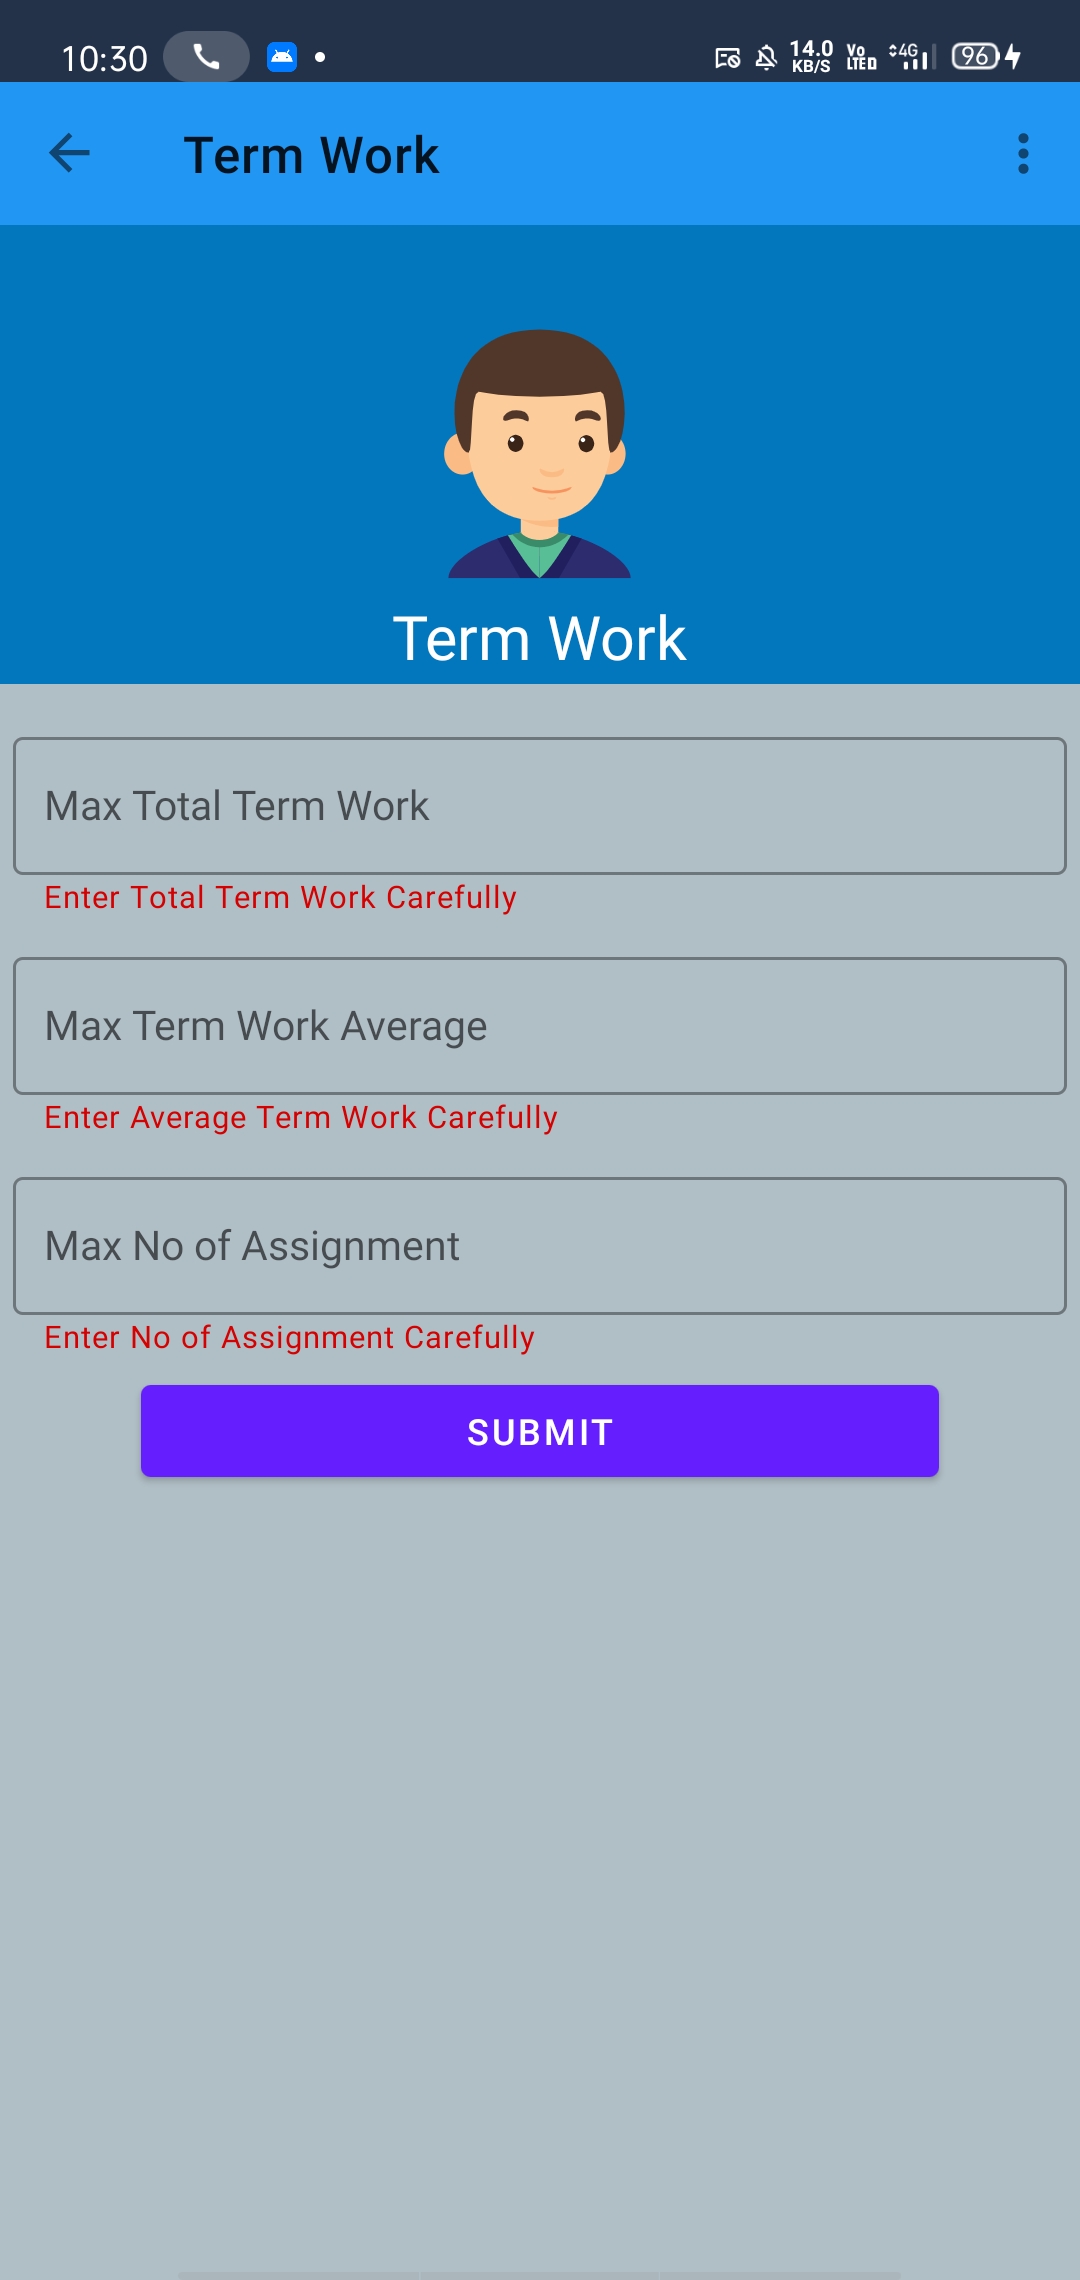 10:30 14.0 KB/S Vo LTE 4G 96
Term Work
Term Work
Max Total Term Work
Enter Total Term Work Carefully
Max Term Work Average
Enter Average Term Work Carefully
Max No of Assignment
Enter No of Assignment Carefully
SUBMIT